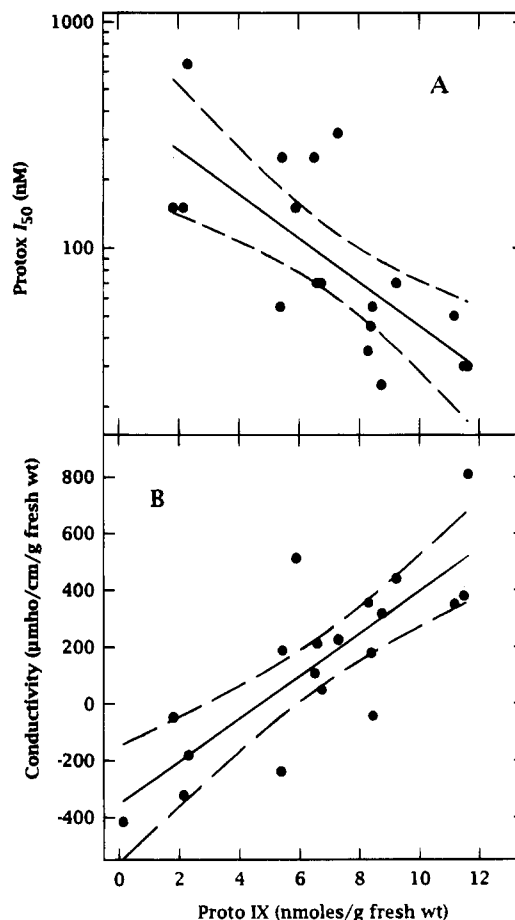 1000
A
Protox I50 (nM)
100
B
Conductivity (µmho/cm/g fresh wt)
800
600
400
200
0
-200
-400
0 2 4 6 8 10 12
Proto IX (nmoles/g fresh wt)